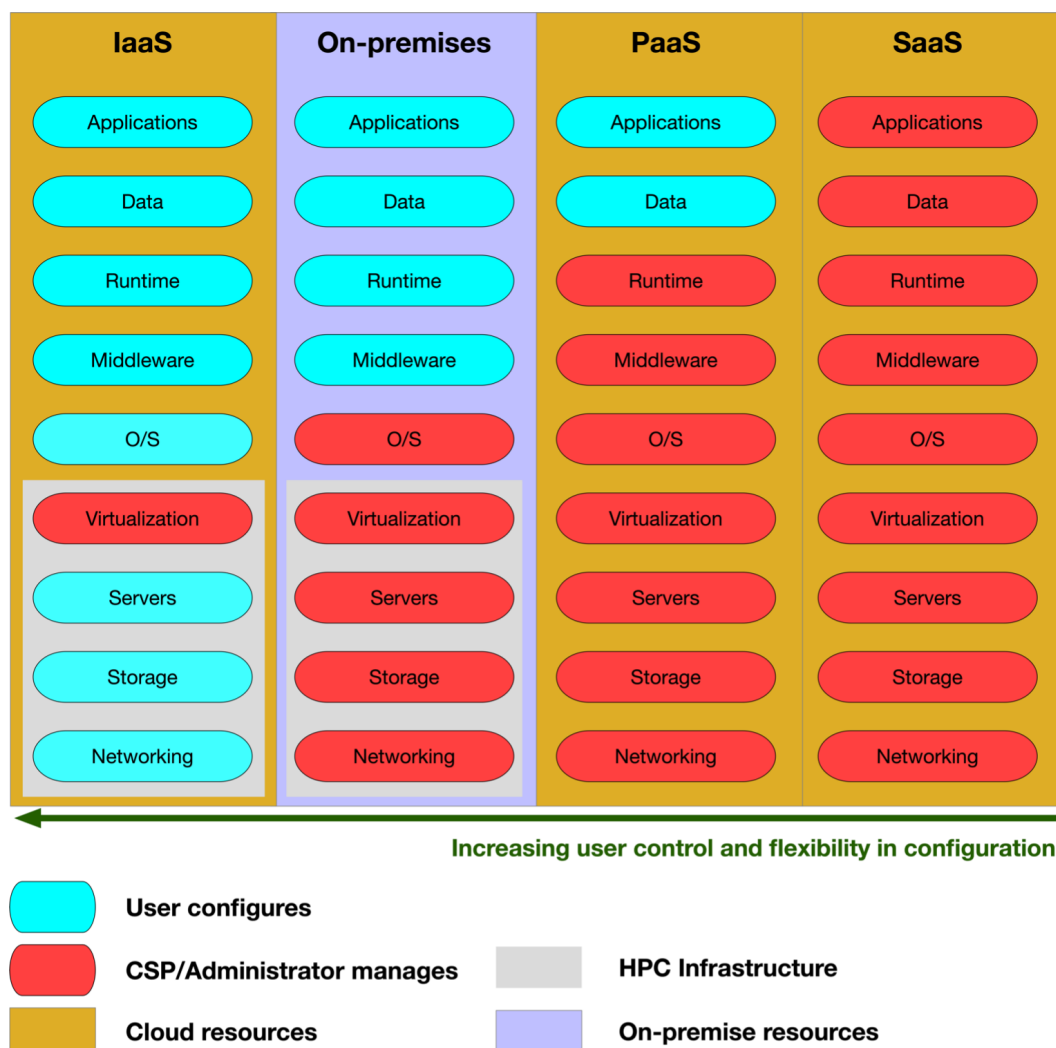 IaaS On-premises PaaS SaaS
Applications Applications Applications Applications
Data Data Data Data
Runtime Runtime Runtime Runtime
Middleware Middleware Middleware Middleware
O/S O/S O/S O/S
Virtualization Virtualization Virtualization Virtualization
Servers Servers Servers Servers
Storage Storage Storage Storage
Networking Networking Networking Networking
Increasing user control and flexibility in configuration
User configures
CSP/Administrator manages HPC Infrastructure
Cloud resources On-premise resources